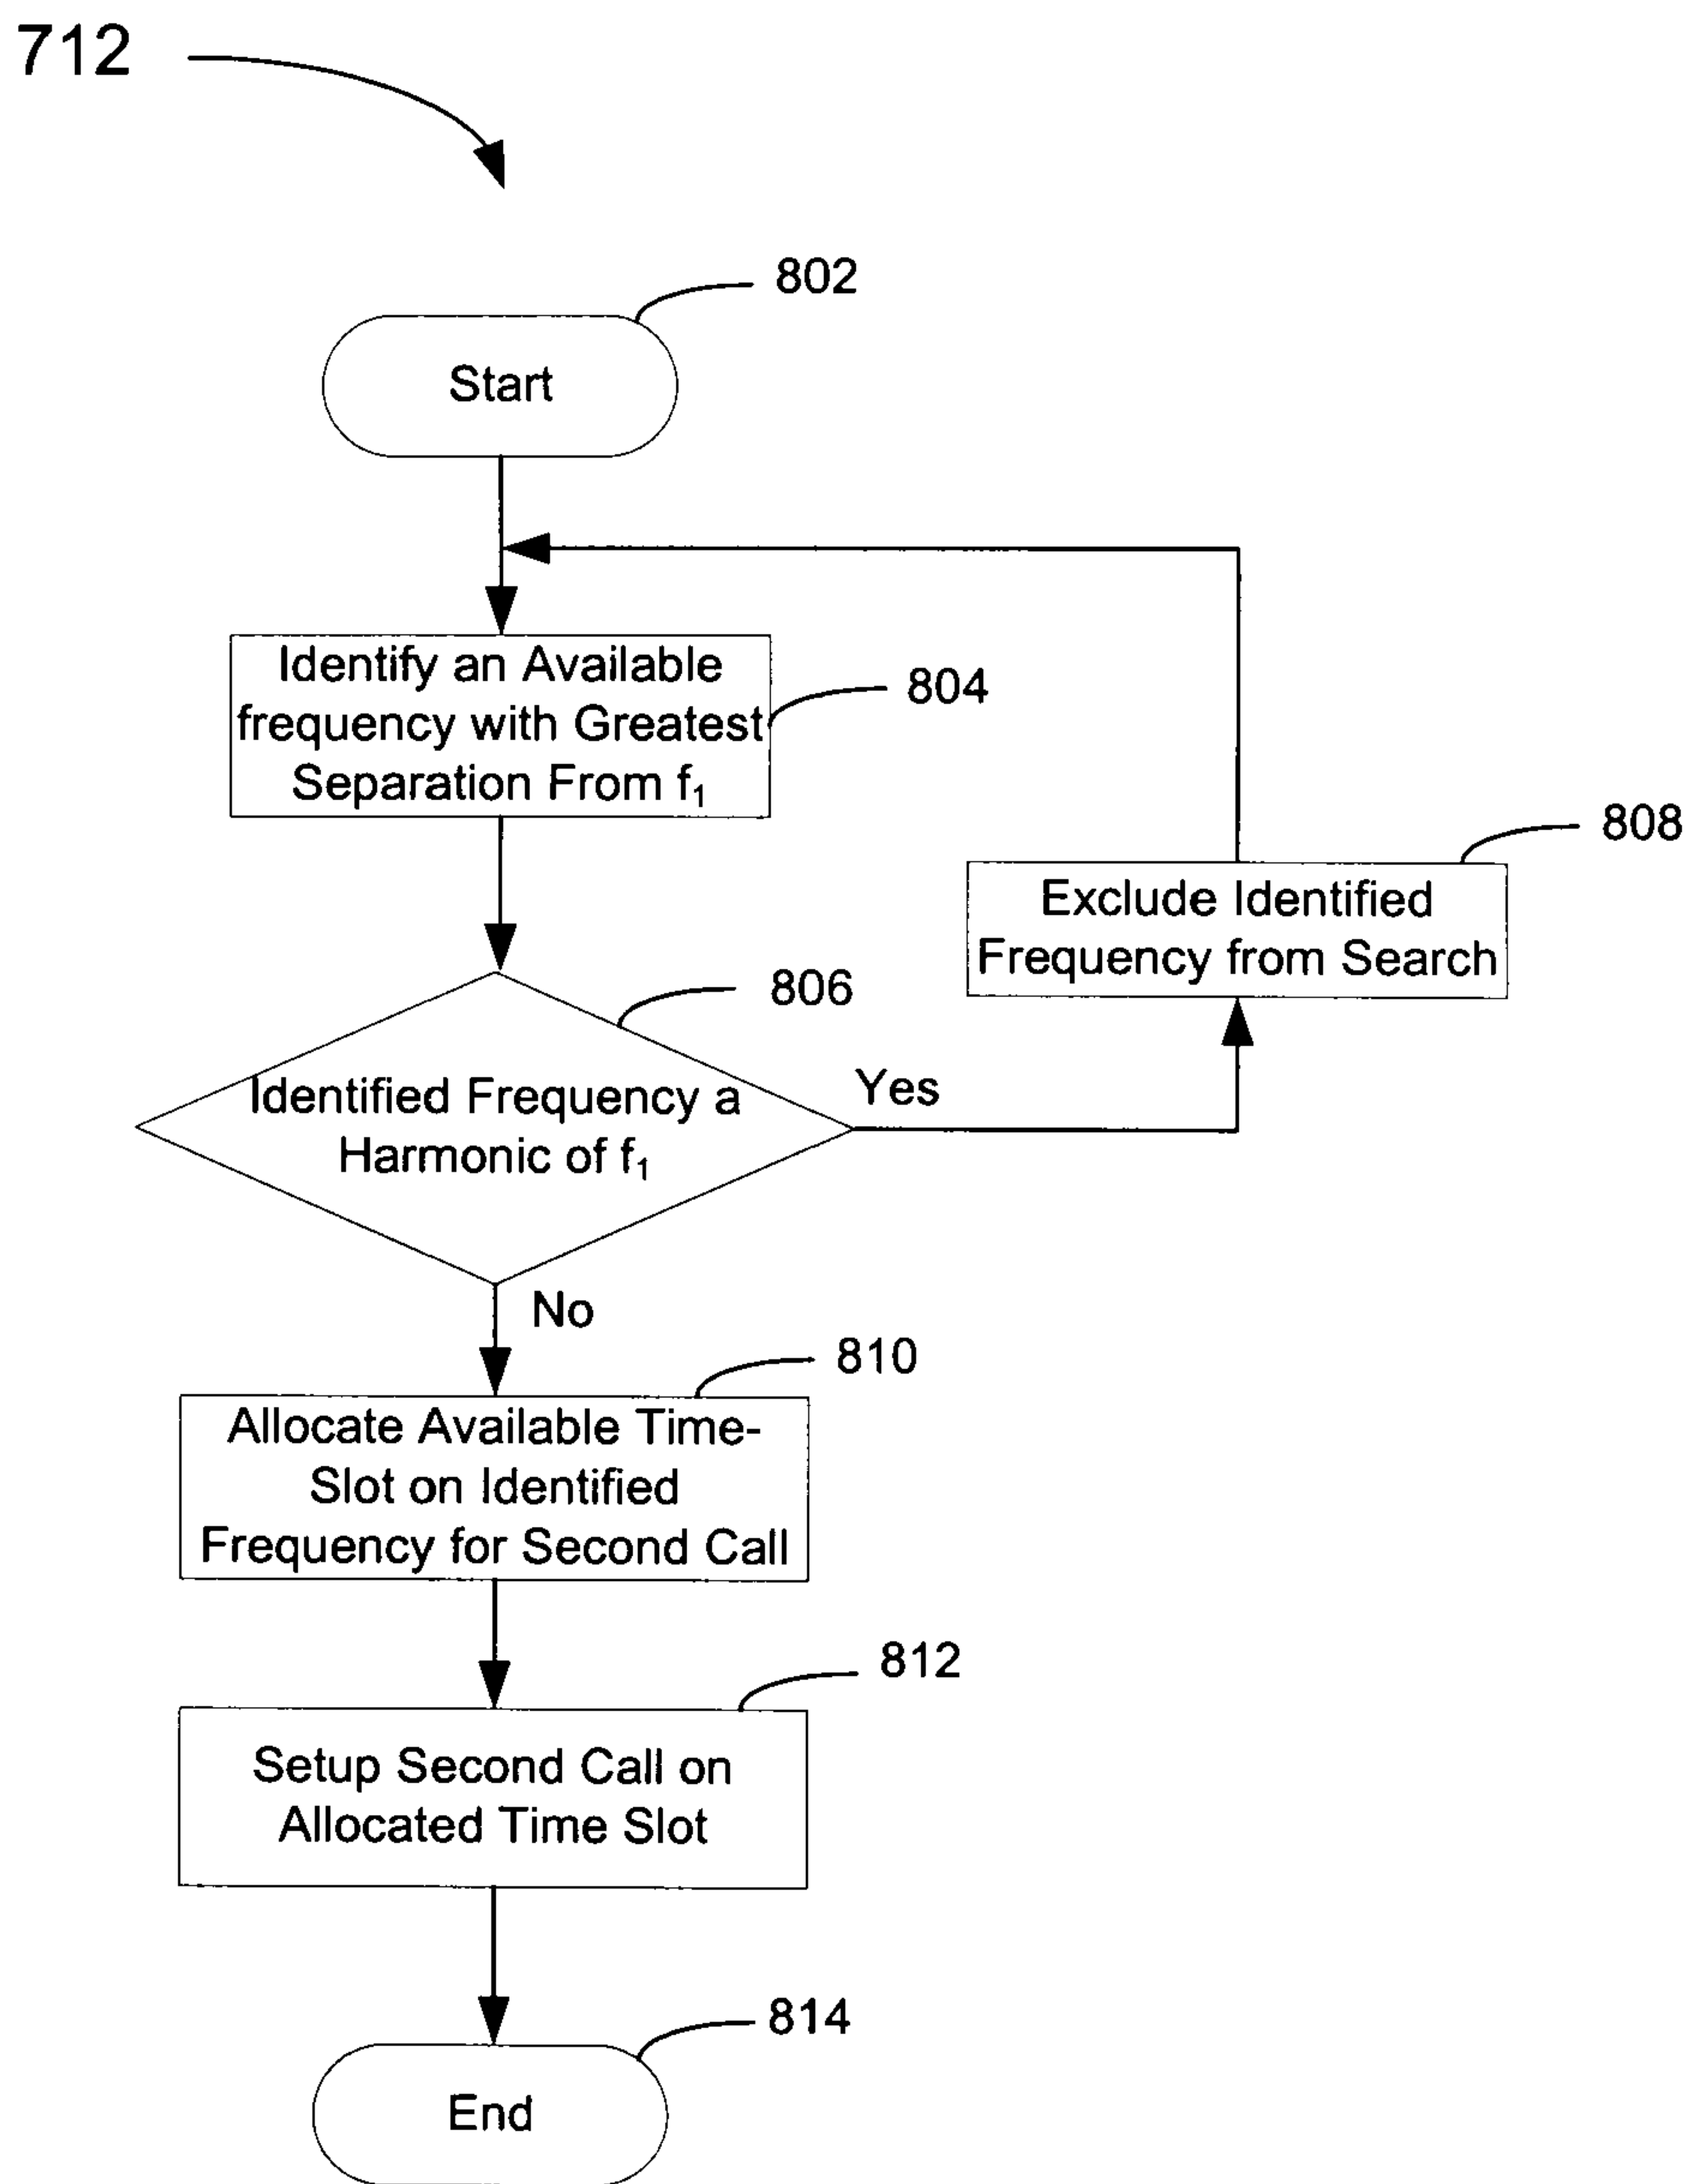 712
802
Start
Identify an Available
frequency with Greatest
Separation From f₁
804
808
Exclude Identified
Frequency from Search
806
Identified Frequency a
Harmonic of f₁
Yes
No
810
Allocate Available Time-
Slot on Identified
Frequency for Second Call
812
Setup Second Call on
Allocated Time Slot
814
End